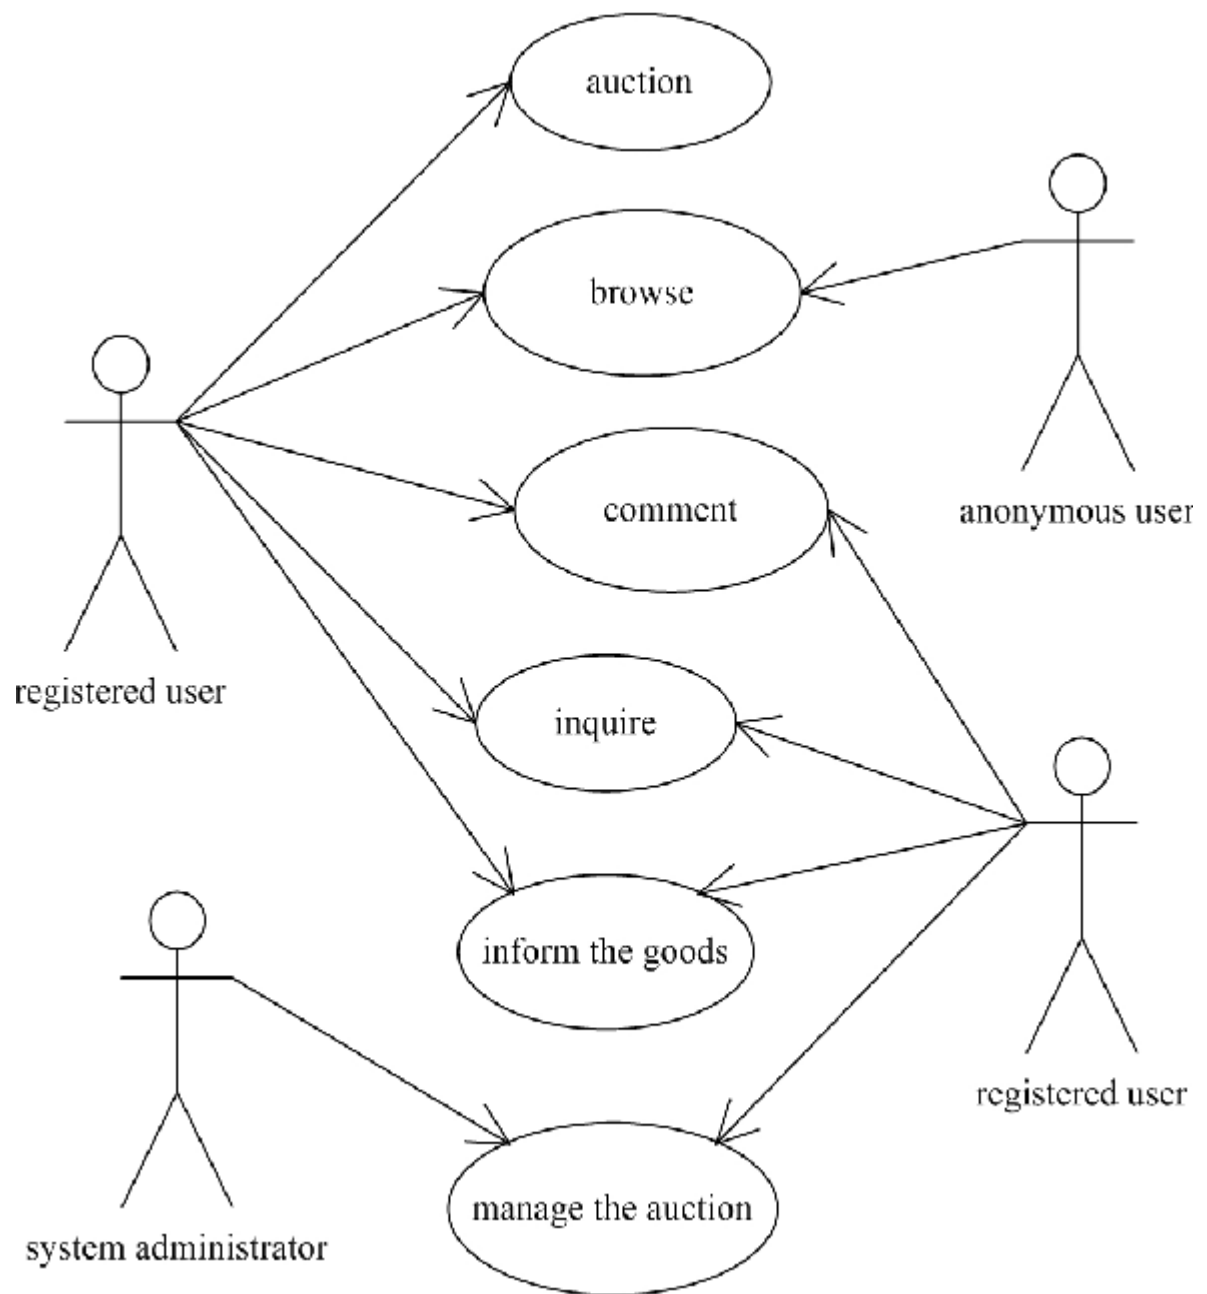 auction
browse
comment
anonymous user
registered user
inquire
inform the goods
registered user
manage the auction
system administrator